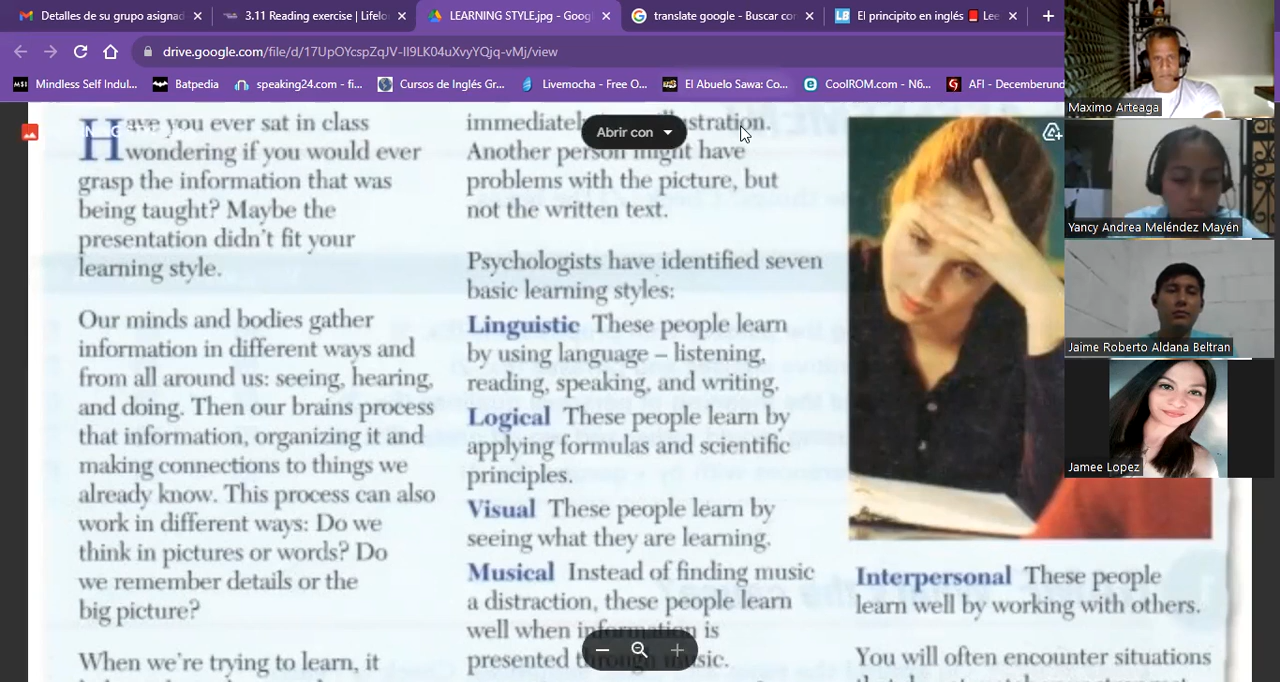 Detalles de su grupo asignad
3.11 Reading exercise | Lifelo
LEARNING STYLE.jpg - Goog
translate google - Buscar co
El principito en inglés 📕 Lee
drive.google.com/file/d/17UpOYcspZqJV-II9LK04uXvyYQjq-vMj/view
Mindless Self Indul...
Batpedia
speaking24.com - fi...
Cursos de Inglés Gr...
Livemocha - Free O...
El Abuelo Sawa: Co...
CoolROM.com - N6...
AFI - Decemberund
Abrir con
Have you ever sat in class
wondering if you would ever
grasp the information that was
being taught? Maybe the
presentation didn't fit your
learning style.
Our minds and bodies gather
information in different ways and
from all around us: seeing, hearing,
and doing. Then our brains process
that information, organizing it and
making connections to things we
already know. This process can also
work in different ways: Do we
think in pictures or words? Do
we remember details or the
big picture?
When we're trying to learn, it
immediately
Another person might have
problems with the picture, but
not the written text.
Psychologists have identified seven
basic learning styles:
Linguistic These people learn
by using language – listening,
reading, speaking, and writing.
Logical These people learn by
applying formulas and scientific
principles.
Visual These people learn by
seeing what they are learning.
Musical Instead of finding music
a distraction, these people learn
well when information is
presented through music.
Interpersonal These people
learn well by working with others.
You will often encounter situations
Maximo Arteaga
Yancy Andrea Meléndez Mayén
Jaime Roberto Aldana Beltran
Jamee Lopez